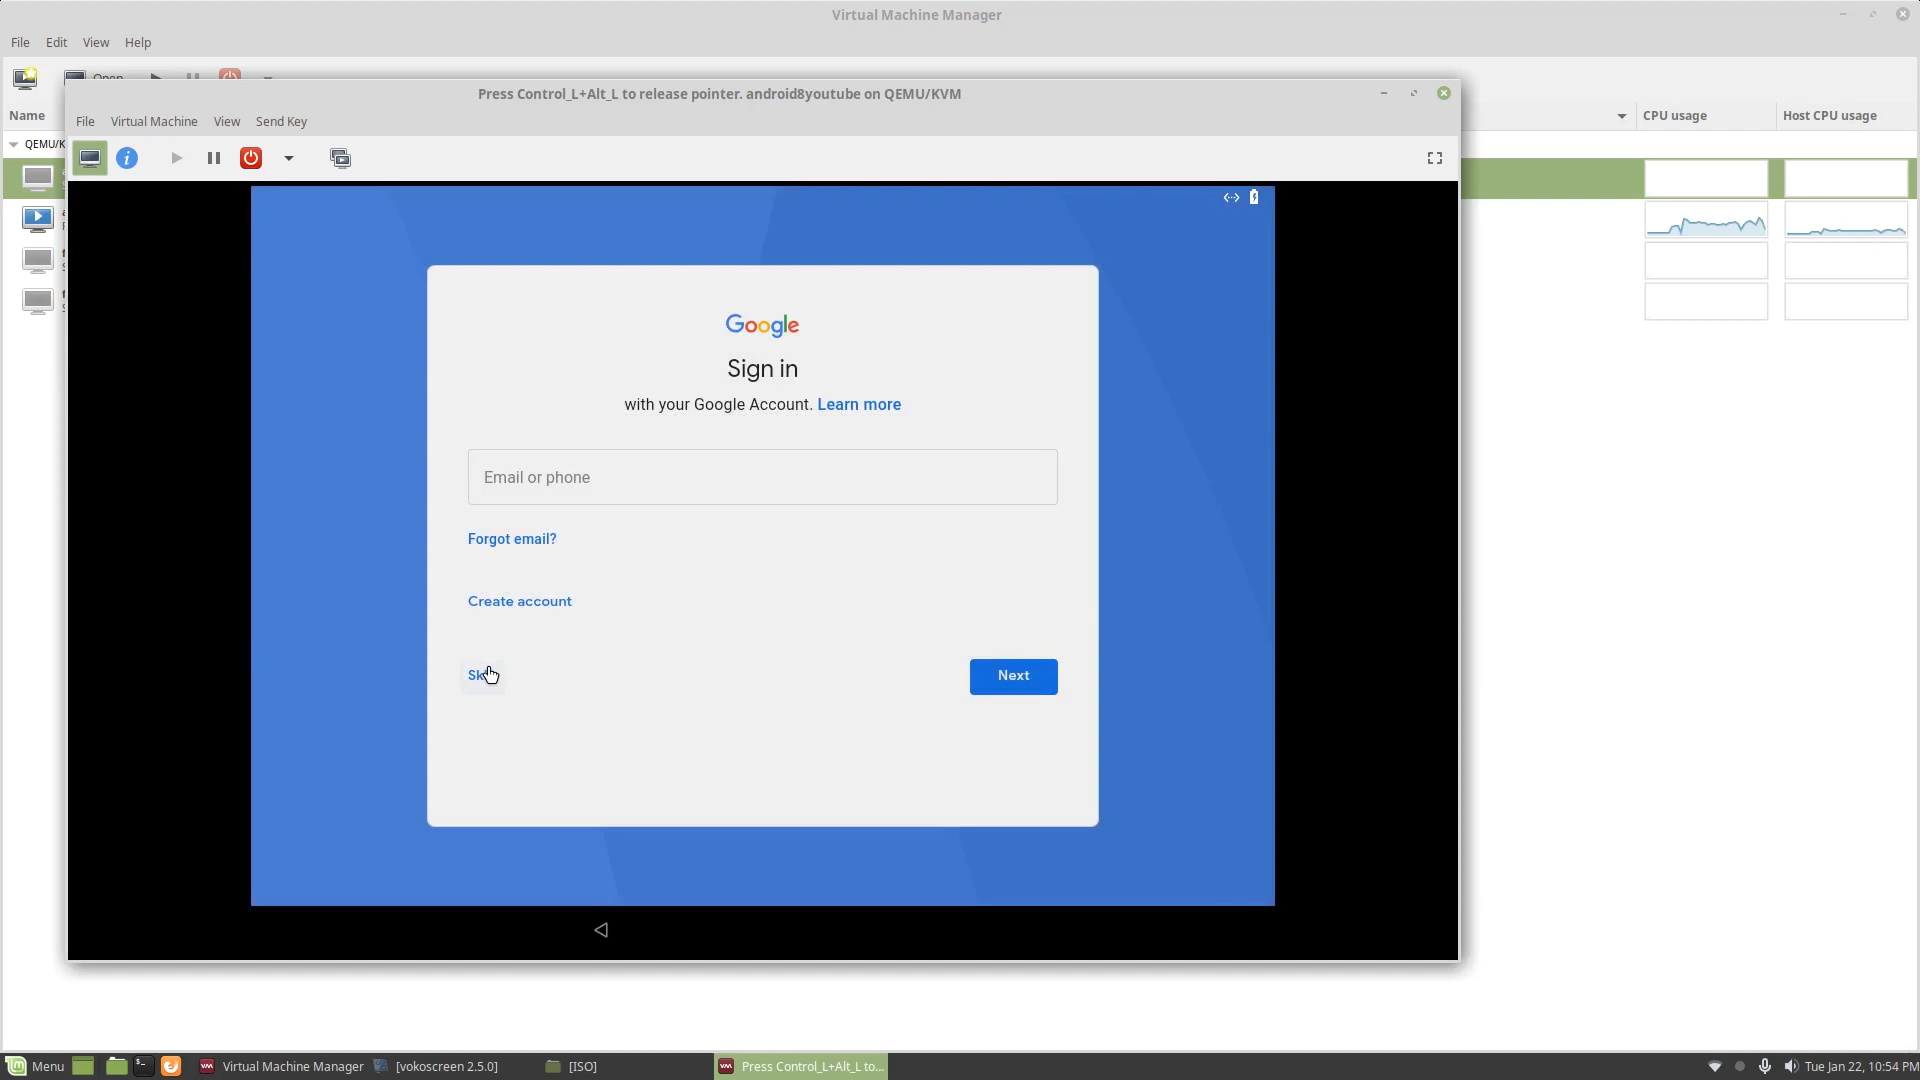 Virtual Machine Manager
File Edit View Help
Open
Name
CPU usage
Host CPU usage
QEMU/K
Press Control_L+Alt_L to release pointer. android8youtube on QEMU/KVM
File Virtual Machine View Send Key
Google
Sign in
with your Google Account. Learn more
Email or phone
Forgot email?
Create account
Next
Menu
Virtual Machine Manager
[vokoscreen 2.5.0]
[ISO]
Press Control_L+Alt_L to...
Tue Jan 22, 10:54 PM